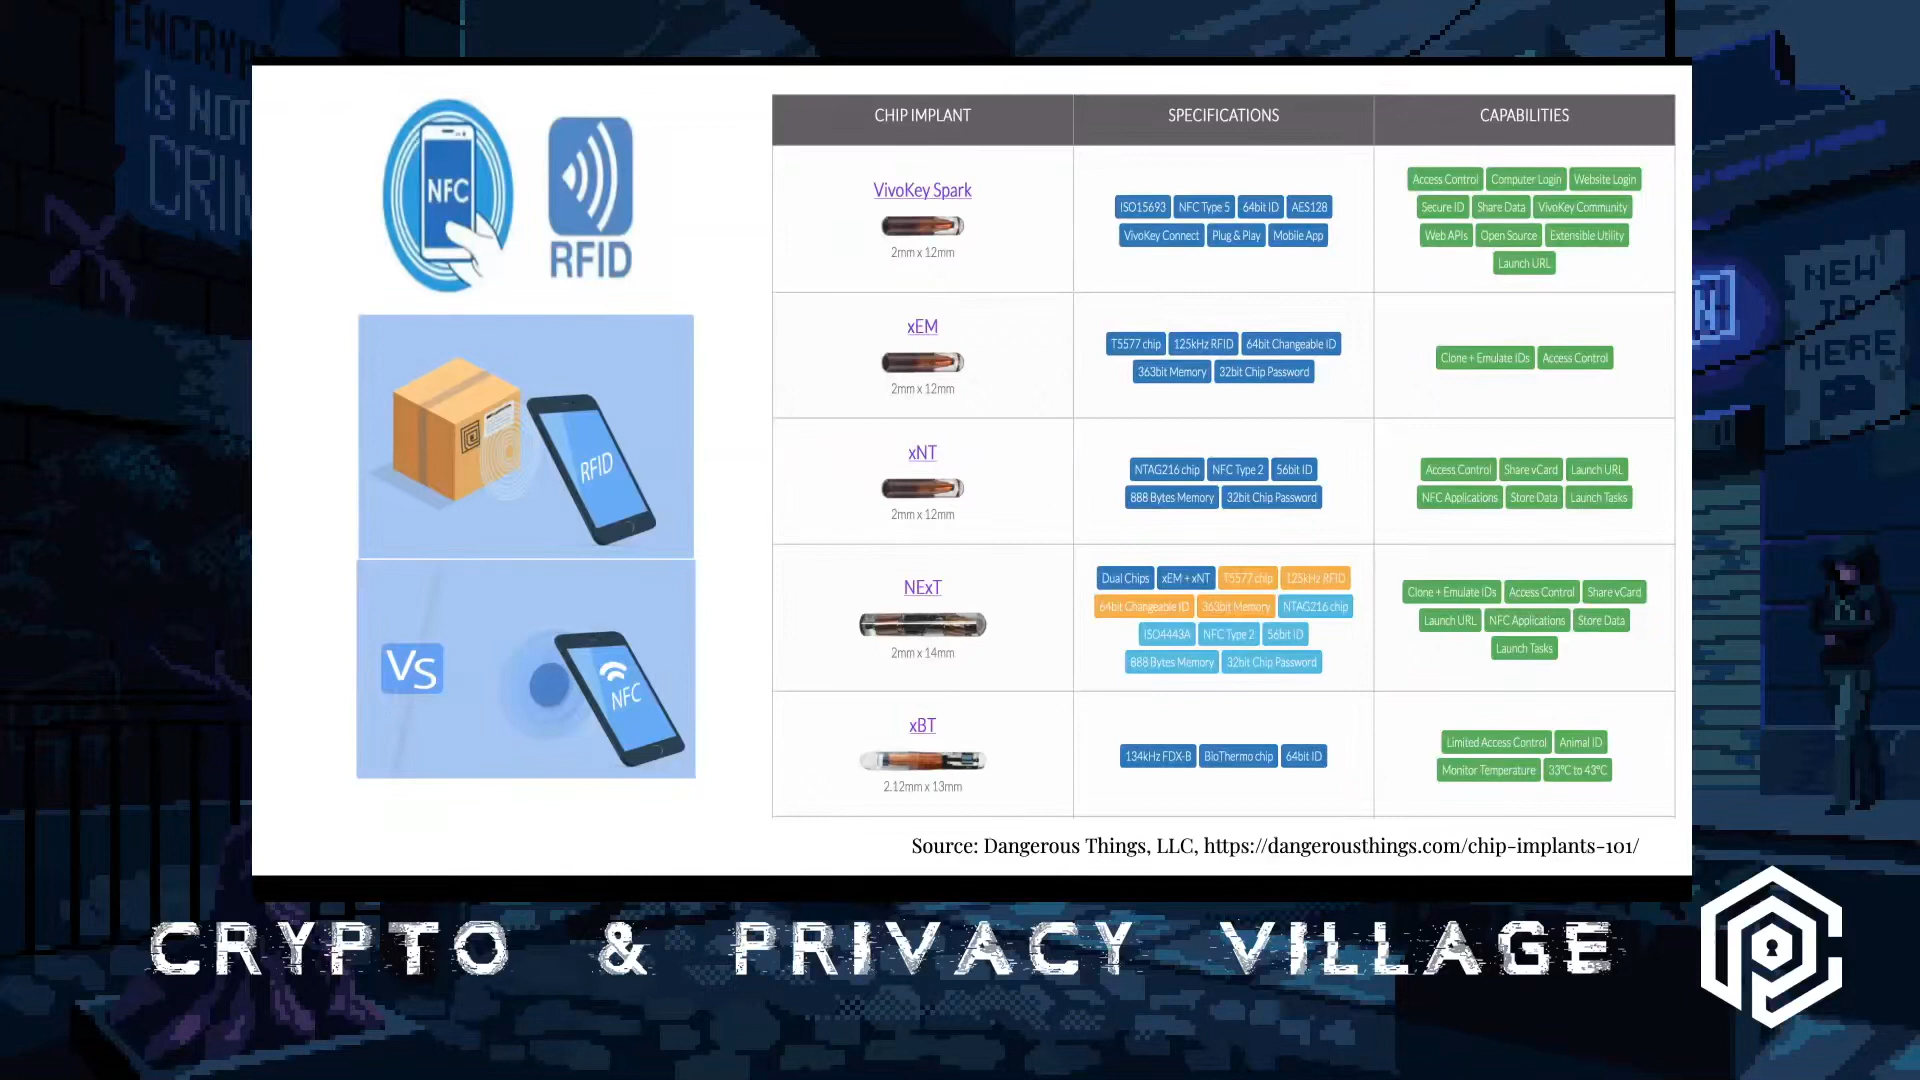 ENCRYP
IS NOT
CRIM
NFC
RFID
RFID
VS
NFC
CHIP IMPLANT
SPECIFICATIONS
CAPABILITIES
VivoKey Spark
2mm x 12mm
ISO15693 NFC Type 5 64bit ID AES128
VivoKey Connect Plug & Play Mobile App
Access Control Computer Login Website Login
Secure ID Share Data VivoKey Community
Web APIs Open Source Extensible Utility
Launch URL
xEM
2mm x 12mm
T5577 chip 125kHz RFID 64bit Changeable ID
363bit Memory 32bit Chip Password
Clone + Emulate IDs Access Control
xNT
2mm x 12mm
NTAG216 chip NFC Type 2 56bit ID
888 Bytes Memory 32bit Chip Password
Access Control Share vCard Launch URL
NFC Applications Store Data Launch Tasks
NExT
2mm x 14mm
Dual Chips xEM + xNT T5577 chip 125kHz RFID
64bit Changeable ID 363bit Memory NTAG216 chip
ISO4443A NFC Type 2 56bit ID
888 Bytes Memory 32bit Chip Password
Clone + Emulate IDs Access Control Share vCard
Launch URL NFC Applications Store Data
Launch Tasks
xBT
2.12mm x 13mm
134kHz FDX-B BioThermo chip 64bit ID
Limited Access Control Animal ID
Monitor Temperature 33°C to 43°C
Source: Dangerous Things, LLC, https://dangerousthings.com/chip-implants-101/
NEW
TO
HERE
CRYPTO & PRIVACY VILLAGE